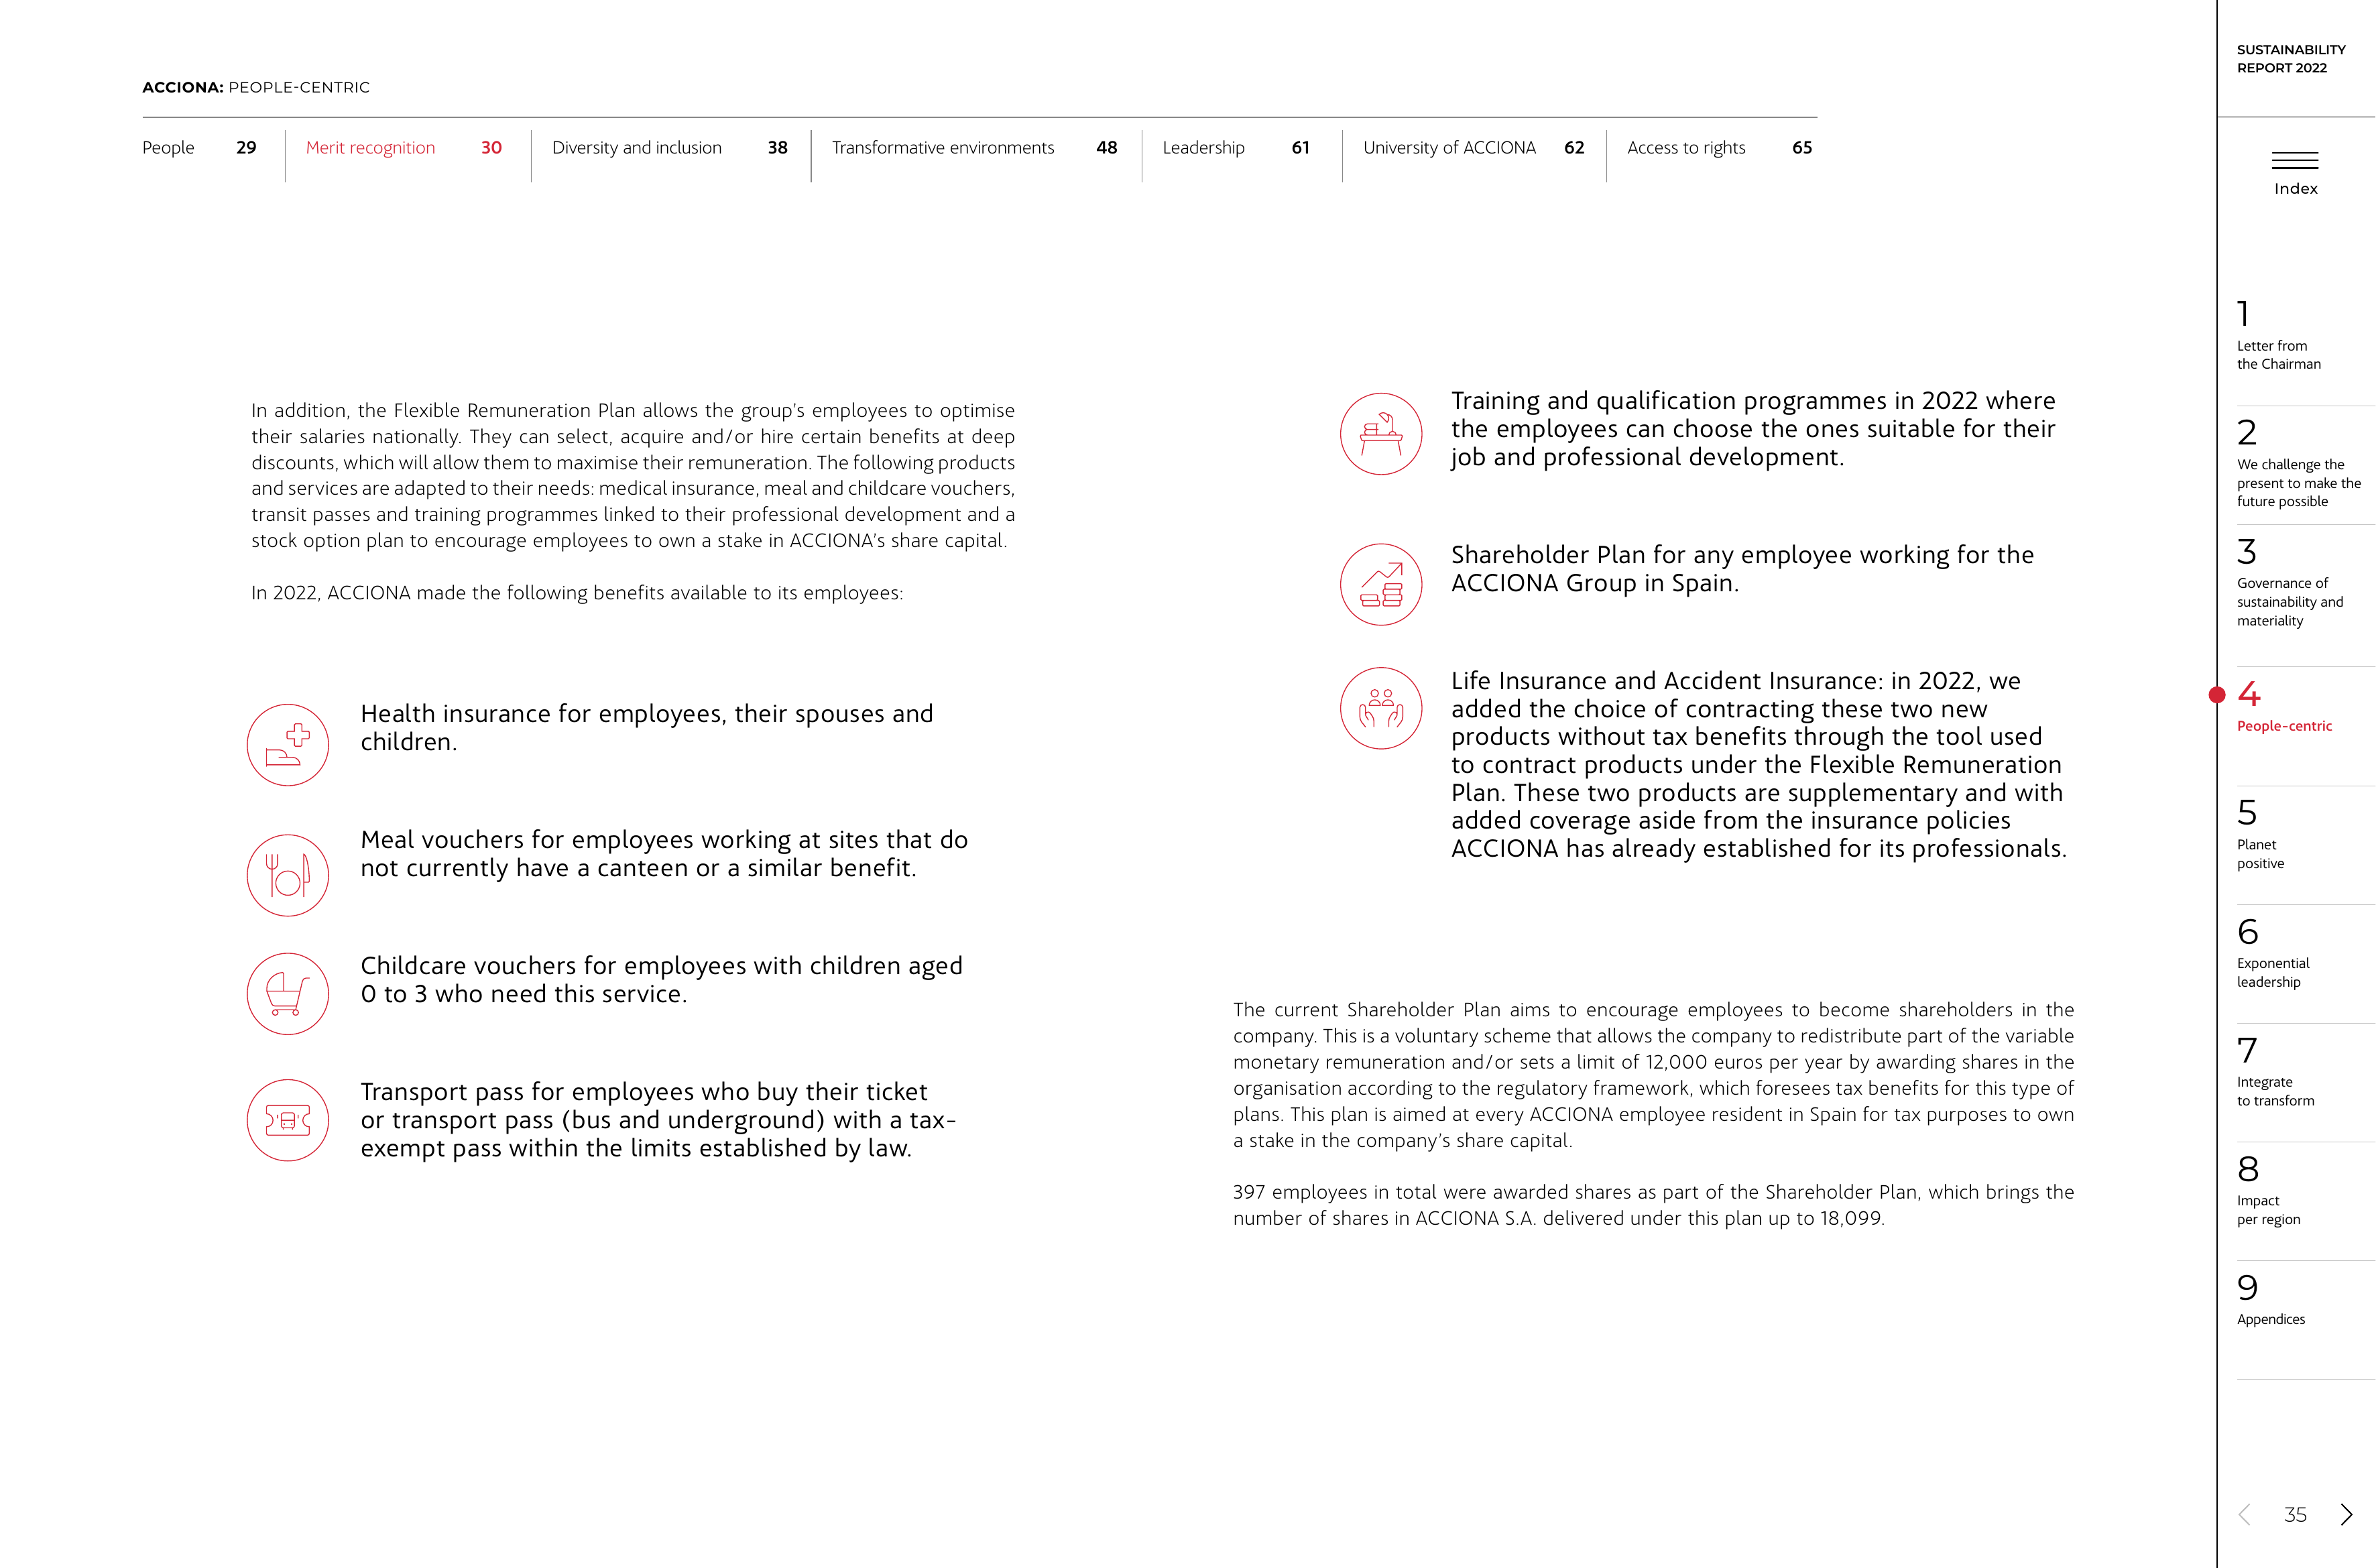 ACCIONA: PEOPLE-CENTRIC
People 29
Merit recognition 30
Diversity and inclusion 38
Transformative environments 48
Leadership 61
University of ACCIONA 62
Access to rights 65
In addition, the Flexible Remuneration Plan allows the group's employees to optimise
their salaries nationally. They can select, acquire and/or hire certain benefits at deep
discounts, which will allow them to maximise their remuneration. The following products
and services are adapted to their needs: medical insurance, meal and childcare vouchers,
transit passes and training programmes linked to their professional development and a
stock option plan to encourage employees to own a stake in ACCIONA's share capital.
In 2022, ACCIONA made the following benefits available to its employees:
Health insurance for employees, their spouses and
children.
Meal vouchers for employees working at sites that do
not currently have a canteen or a similar benefit.
Childcare vouchers for employees with children aged
0 to 3 who need this service.
Transport pass for employees who buy their ticket
or transport pass (bus and underground) with a tax-
exempt pass within the limits established by law.
Training and qualification programmes in 2022 where
the employees can choose the ones suitable for their
job and professional development.
Shareholder Plan for any employee working for the
ACCIONA Group in Spain.
Life Insurance and Accident Insurance: in 2022, we
added the choice of contracting these two new
products without tax benefits through the tool used
to contract products under the Flexible Remuneration
Plan. These two products are supplementary and with
added coverage aside from the insurance policies
ACCIONA has already established for its professionals.
The current Shareholder Plan aims to encourage employees to become shareholders in the
company. This is a voluntary scheme that allows the company to redistribute part of the variable
monetary remuneration and/or sets a limit of 12,000 euros per year by awarding shares in the
organisation according to the regulatory framework, which foresees tax benefits for this type of
plans. This plan is aimed at every ACCIONA employee resident in Spain for tax purposes to own
a stake in the company's share capital.
397 employees in total were awarded shares as part of the Shareholder Plan, which brings the
number of shares in ACCIONA S.A. delivered under this plan up to 18,099.
SUSTAINABILITY
REPORT 2022
Index
1
Letter from
the Chairman
2
We challenge the
present to make the
future possible
3
Governance of
sustainability and
materiality
4
People-centric
5
Planet
positive
6
Exponential
leadership
7
Integrate
to transform
8
Impact
per region
9
Appendices
35